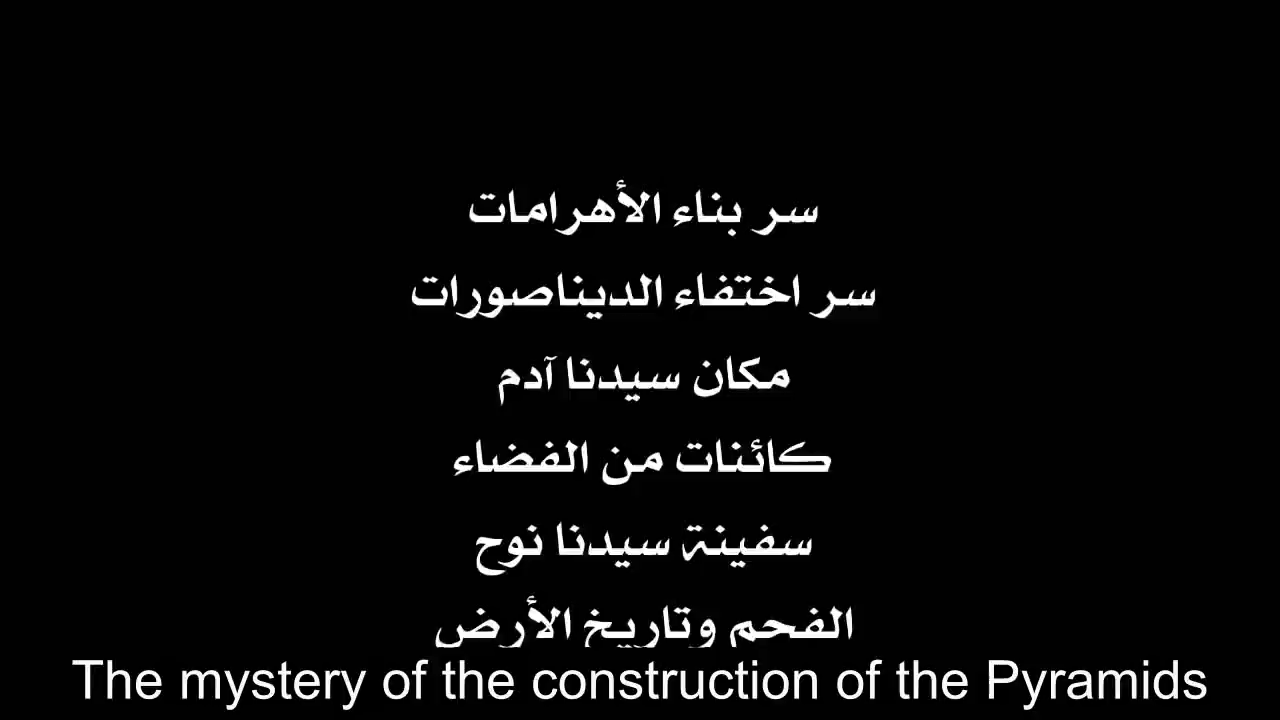 سر بناء الأهرامات
سر اختفاء الديناصورات
مكان سيدنا آدم
كائنات من الفضاء
سفينة سيدنا نوح
الفحم وتاريخ الأرض
The mystery of the construction of the Pyramids